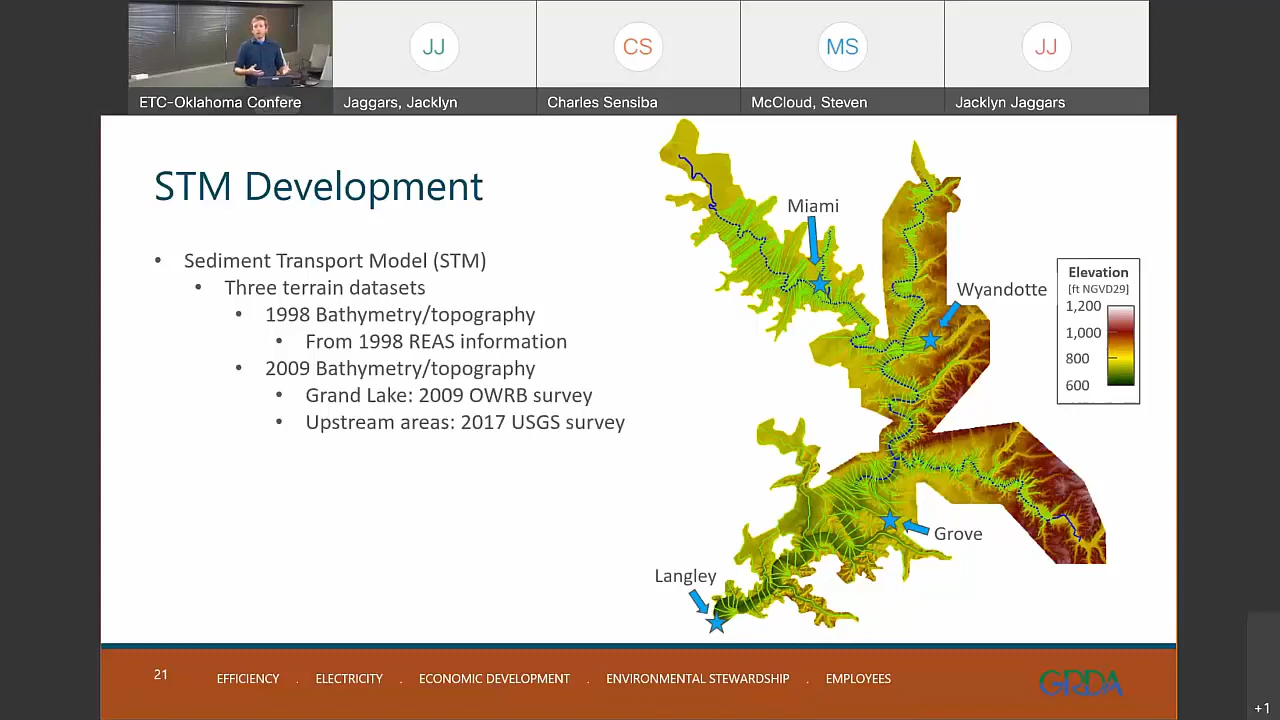 JJ
CS
MS
JJ
ETC-Oklahoma Confere
Jaggars, Jacklyn
Charles Sensiba
McCloud, Steven
Jacklyn Jaggars
STM Development
• Sediment Transport Model (STM)
• Three terrain datasets
• 1998 Bathymetry/topography
• From 1998 REAS information
• 2009 Bathymetry/topography
• Grand Lake: 2009 OWRB survey
• Upstream areas: 2017 USGS survey
Miami
Wyandotte
Grove
Langley
Elevation
[ft NGVD29]
1,200
1,000
800
600
21
EFFICIENCY . ELECTRICITY . ECONOMIC DEVELOPMENT . ENVIRONMENTAL STEWARDSHIP . EMPLOYEES
GRDA
+1